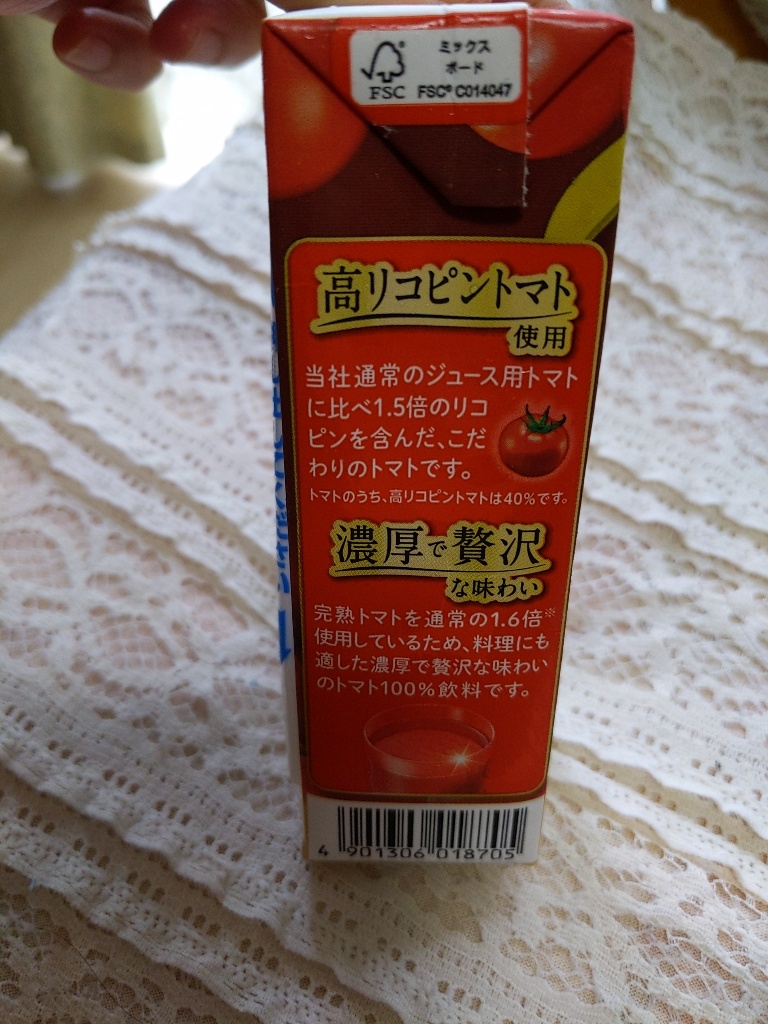 ミックス
ボード
FSC
FSC® C014047
高リコピントマト
使用
当社通常のジュース用トマト
に比べ1.5倍のリコ
ピンを含んだ、こだ
わりのトマトです。
トマトのうち、高リコピントマトは40%です。
濃厚で贅沢
な味わい
完熟トマトを通常の1.6倍※
使用しているため、料理にも
適した濃厚で贅沢な味わい
のトマト100%飲料です。
4 901306 018705